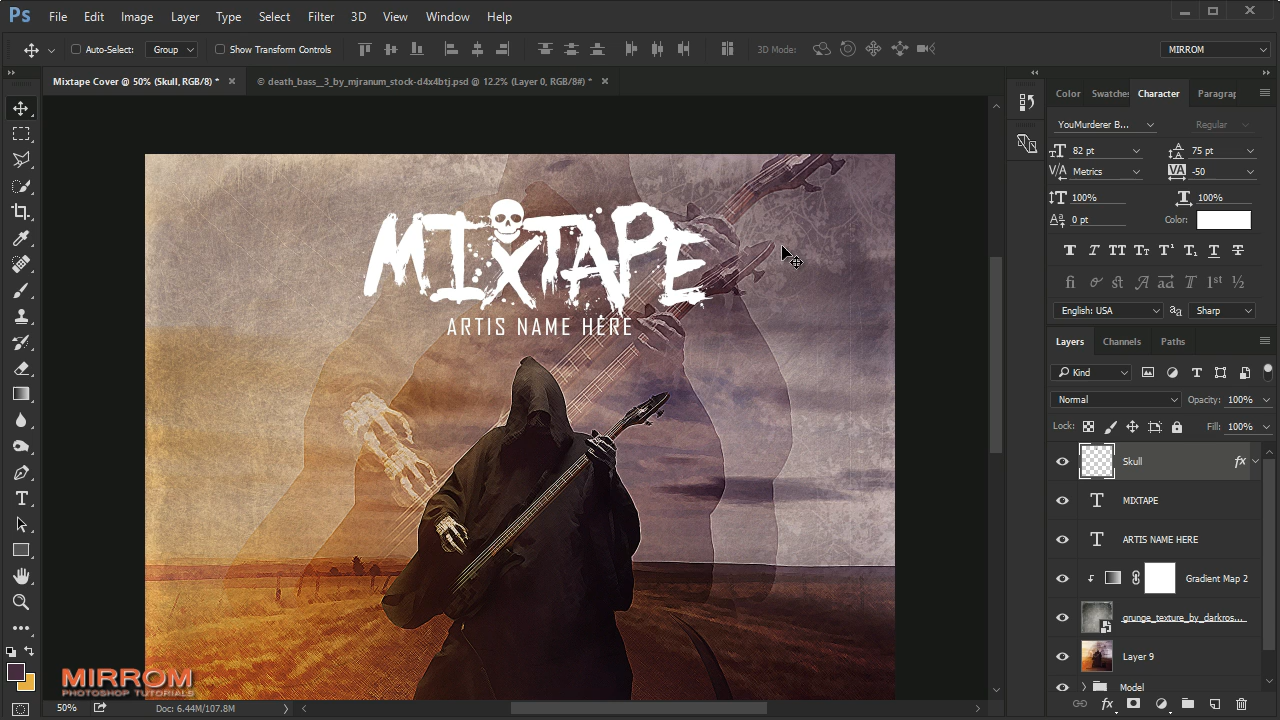 Ps File Edit Image Layer Type Select Filter 3D View Window Help
Auto-Select: Group Show Transform Controls 3D Mode: MIRROM
Mixtape Cover @ 50% (Skull, RGB/8) * × © death_bass__3_by_mjranum_stock-d4x4btj.psd @ 12.2% (Layer 0, RGB/8#) * ×
Color Swatches Character Paragrap
YouMurderer B... Regular
82 pt 75 pt
Metrics -50
100% 100%
0 pt Color:
English: USA Sharp
Layers Channels Paths
Kind
Normal Opacity: 100%
Lock: Fill: 100%
Skull fx
MIXTAPE
ARTIS NAME HERE
Gradient Map 2
grunge_texture_by_darkros...
Layer 9
Model
MIXTAPE
ARTIS NAME HERE
MIRROM
PHOTOSHOP TUTORIALS
50% Doc: 6.44M/107.8M